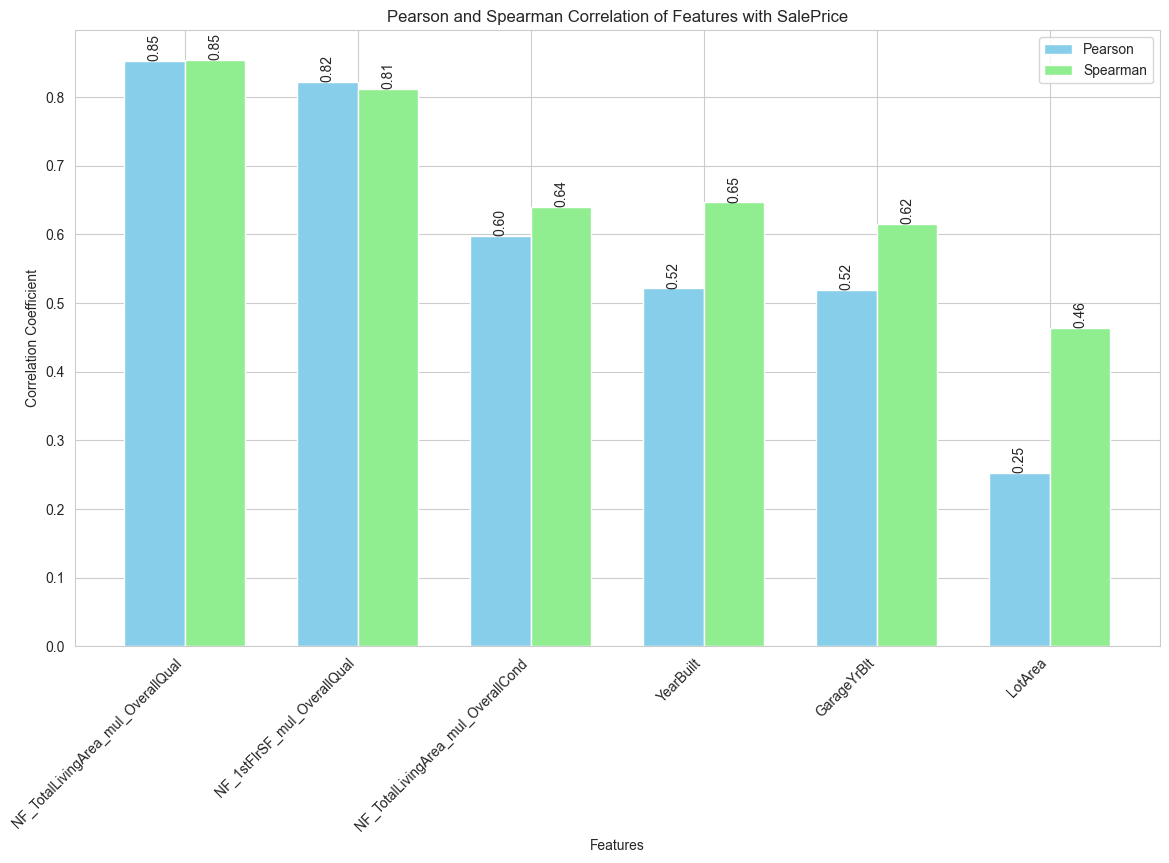 Pearson and Spearman Correlation of Features with SalePrice
Pearson
Spearman
Correlation Coefficient
0.8
0.7
0.6
0.5
0.4
0.3
0.2
0.1
0.0
0.85
0.85
0.82
0.81
0.60
0.64
0.52
0.65
0.52
0.62
0.25
0.46
NF_TotalLivingArea_mul_OverallQual
NF_1stFlrSF_mul_OverallQual
NF_TotalLivingArea_mul_OverallCond
YearBuilt
GarageYrBlt
LotArea
Features